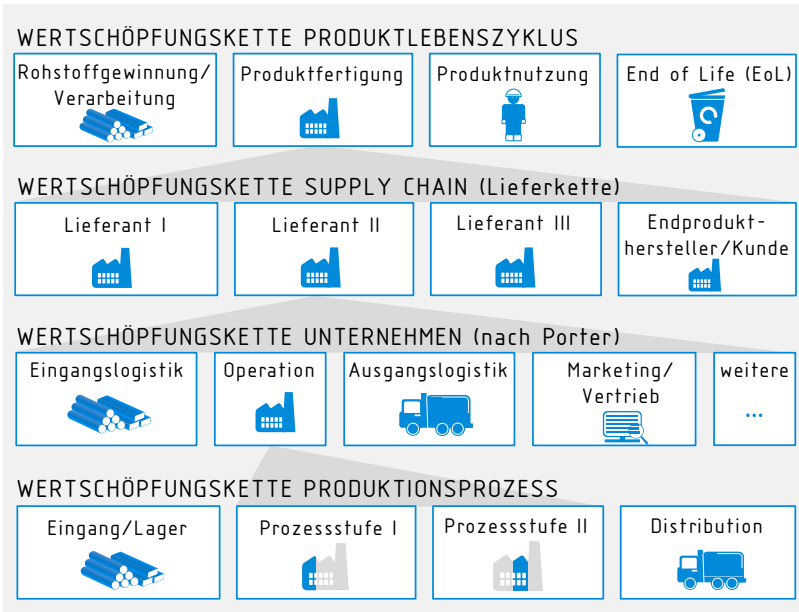 WERTSCHÖPFUNGSKETTE PRODUKTLEBENSZYKLUS
Rohstoffgewinnung/
Verarbeitung
Produktfertigung
Produktnutzung
End of Life (EoL)
WERTSCHÖPFUNGSKETTE SUPPLY CHAIN (Lieferkette)
Lieferant I
Lieferant II
Lieferant III
Endprodukt-
hersteller/Kunde
WERTSCHÖPFUNGSKETTE UNTERNEHMEN (nach Porter)
Eingangslogistik
Operation
Ausgangslogistik
Marketing/
Vertrieb
weitere
...
WERTSCHÖPFUNGSKETTE PRODUKTIONSPROZESS
Eingang/Lager
Prozessstufe I
Prozessstufe II
Distribution